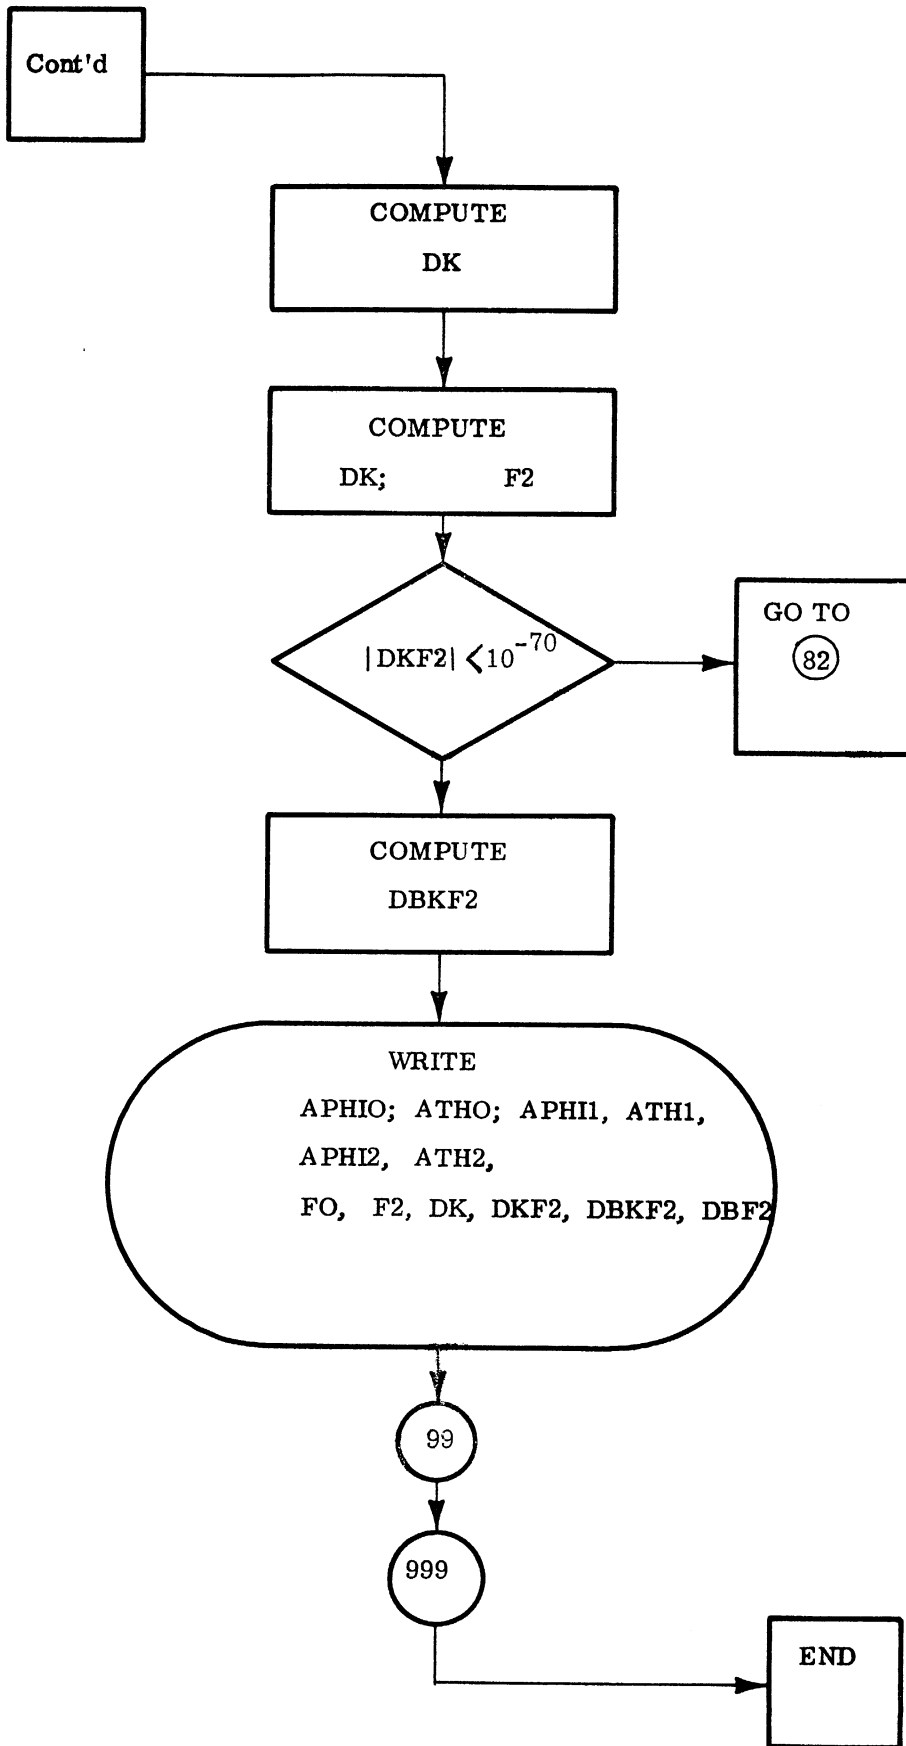 Cont'd
COMPUTE
DK
COMPUTE
DK; F2
|DKF2| < 10^-70
GO TO
82
COMPUTE
DBKF2
WRITE
APHIO; ATHO; APHI1, ATH1,
APHI2, ATH2,
FO, F2, DK, DKF2, DBKF2, DBF2
99
999
END